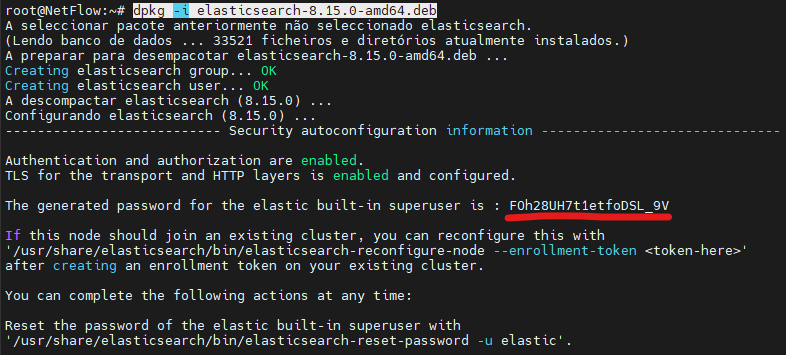 root@NetFlow:~# dpkg -i elasticsearch-8.15.0-amd64.deb
A seleccionar pacote anteriormente não seleccionado elasticsearch.
(Lendo banco de dados ... 33521 ficheiros e diretórios atualmente instalados.)
A preparar para desempacotar elasticsearch-8.15.0-amd64.deb ...
Creating elasticsearch group... OK
Creating elasticsearch user... OK
A descompactar elasticsearch (8.15.0) ...
Configurando elasticsearch (8.15.0) ...
--------------------------- Security autoconfiguration information ------------------------------
Authentication and authorization are enabled.
TLS for the transport and HTTP layers is enabled and configured.
The generated password for the elastic built-in superuser is : FOh28UH7t1etfoDSL_9V
If this node should join an existing cluster, you can reconfigure this with
'/usr/share/elasticsearch/bin/elasticsearch-reconfigure-node --enrollment-token <token-here>'
after creating an enrollment token on your existing cluster.
You can complete the following actions at any time:
Reset the password of the elastic built-in superuser with
'/usr/share/elasticsearch/bin/elasticsearch-reset-password -u elastic'.